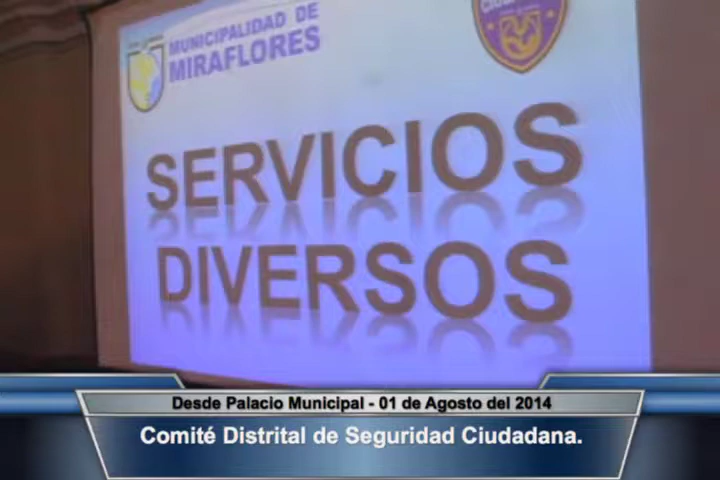 MUNICIPALIDAD DE
MIRAFLORES
SERVICIOS
DIVERSOS
Desde Palacio Municipal - 01 de Agosto del 2014
Comité Distrital de Seguridad Ciudadana.